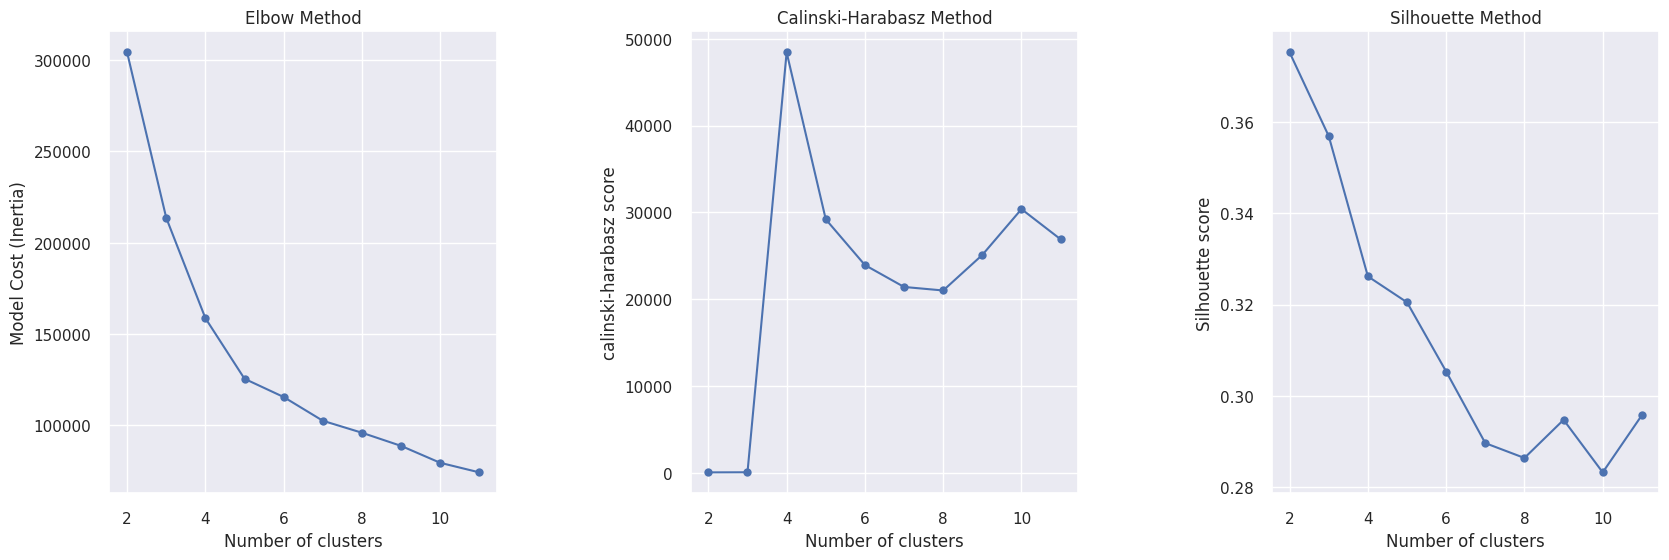 Elbow Method
300000
250000
200000
150000
100000
Model Cost (Inertia)
2 4 6 8 10
Number of clusters
Calinski-Harabasz Method
50000
40000
30000
20000
10000
0
calinski-harabasz score
2 4 6 8 10
Number of clusters
Silhouette Method
0.36
0.34
0.32
0.30
0.28
Silhouette score
2 4 6 8 10
Number of clusters